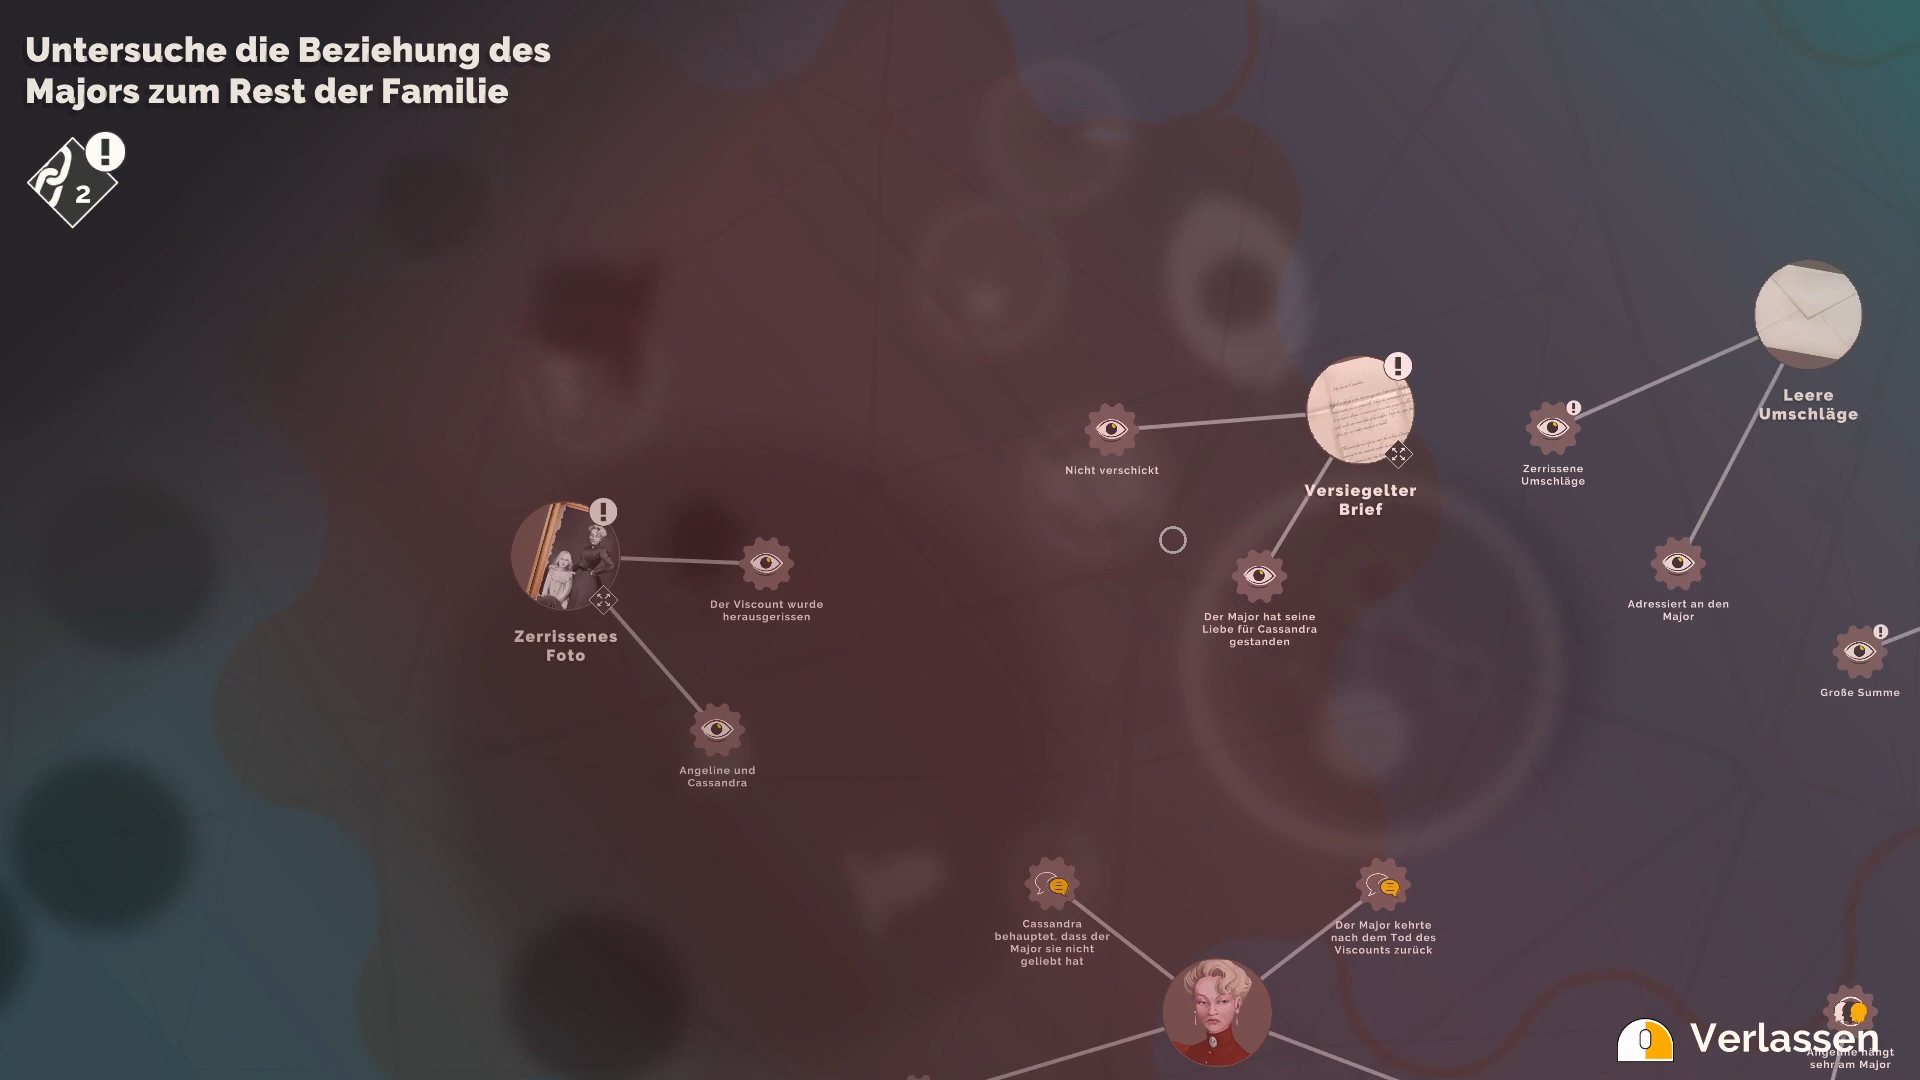 Untersuche die Beziehung des
Majors zum Rest der Familie
2
Leere
Umschläge
Nicht verschickt
Zerrissene
Umschläge
Versiegelter
Brief
Der Viscount wurde
herausgerissen
Der Major hat seine
Liebe für Cassandra
gestanden
Adressiert an den
Major
Zerrissenes
Foto
Große Summe
Angeline und
Cassandra
Cassandra
behauptet, dass der
Major sie nicht
geliebt hat
Der Major kehrte
nach dem Tod des
Viscounts zurück
Verlassen
Angeline hängt
sehr am Major